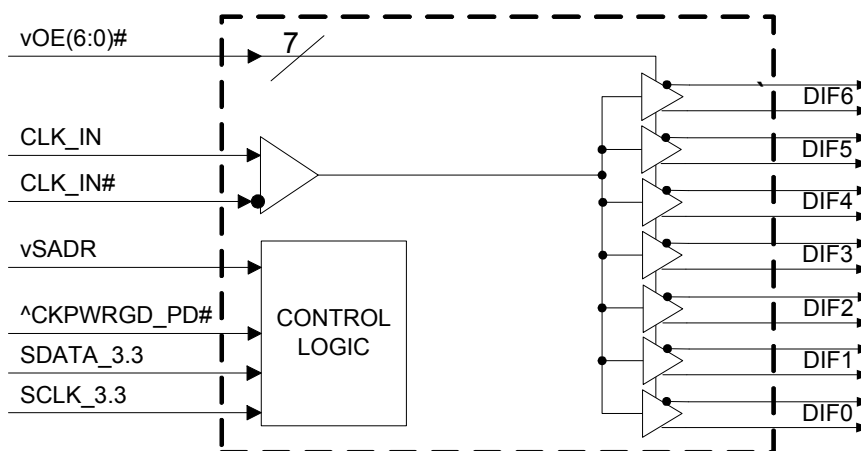 vOE(6:0)#
7
DIF6
CLK_IN
DIF5
CLK_IN#
DIF4
vSADR
DIF3
^CKPWRGD_PD#
CONTROL
LOGIC
DIF2
SDATA_3.3
DIF1
SCLK_3.3
DIF0